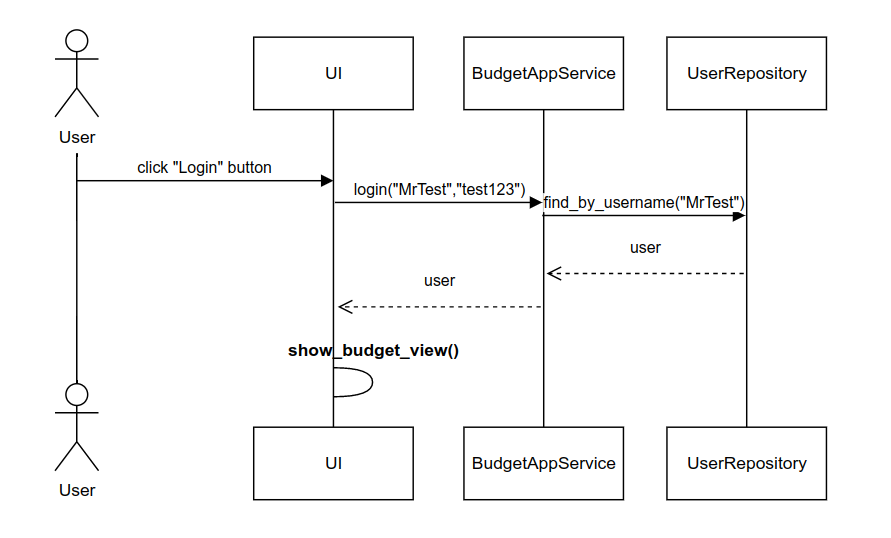 UI
BudgetAppService
UserRepository
User
click "Login" button
login("MrTest","test123")
find_by_username("MrTest")
user
user
show_budget_view()
UI
BudgetAppService
UserRepository
User